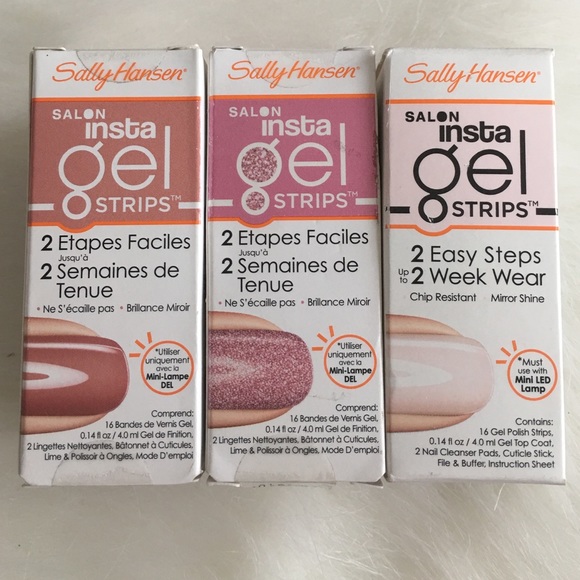 Sally Hansen®
SALON
insta
gel
STRIPS™
2 Etapes Faciles
Jusqu'à
2 Semaines de
Tenue
• Ne S'écaille pas • Brillance Miroir
*Utiliser
uniquement
avec la
Mini-Lampe
DEL
Comprend:
16 Bandes de Vernis Gel,
0.14 fl oz / 4.0 ml Gel de Finition,
2 Lingettes Nettoyantes, Bâtonnet à Cuticules,
Lime & Polissoir à Ongles, Mode D'emploi
Sally Hansen®
SALON
insta
gel
STRIPS™
2 Etapes Faciles
Jusqu'à
2 Semaines de
Tenue
• Ne S'écaille pas • Brillance Miroir
*Utiliser
uniquement
avec la
Mini-Lampe
DEL
Comprend:
16 Bandes de Vernis Gel,
0.14 fl oz / 4.0 ml Gel de Finition,
2 Lingettes Nettoyantes, Bâtonnet à Cuticules,
Lime & Polissoir à Ongles, Mode D'emploi
Sally Hansen®
SALON
insta
gel
STRIPS™
2 Easy Steps
Up to
2 Week Wear
Chip Resistant Mirror Shine
*Must
use with
Mini LED
Lamp
Contains:
16 Gel Polish Strips,
0.14 fl oz / 4.0 ml Gel Top Coat,
2 Nail Cleanser Pads, Cuticle Stick,
File & Buffer, Instruction Sheet